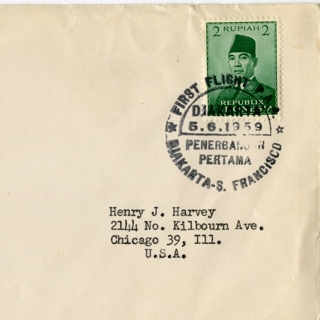 2 RUPIAH 2
REPUBLIK
FIRST FLIGHT
DJAKARTA
5.6.1959
PENERBANGAN
PERTAMA
DJAKARTA-S. FRANCISCO
Henry J. Harvey
2144 No. Kilbourn Ave.
Chicago 39, Ill.
U.S.A.